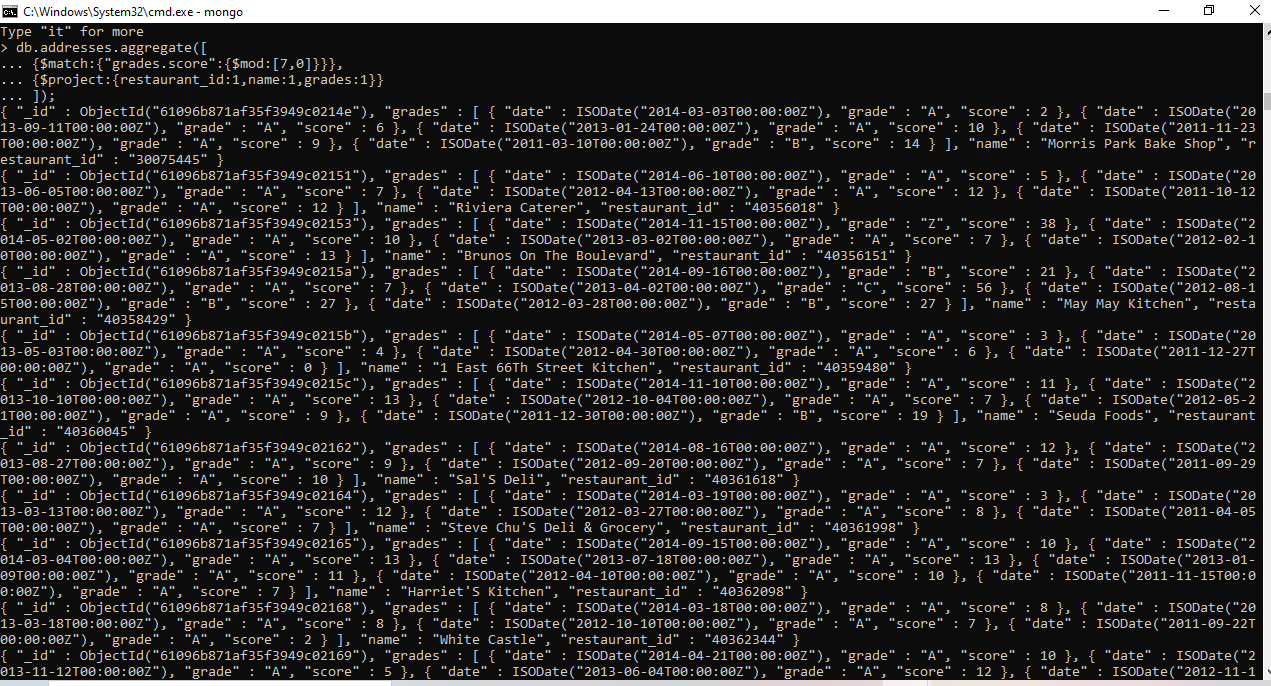 C:\Windows\System32\cmd.exe - mongo
Type "it" for more
> db.addresses.aggregate([
... {$match:{"grades.score":{$mod:[7,0]}}},
... {$project:{restaurant_id:1,name:1,grades:1}}
... ]);
{ "_id" : ObjectId("61096b871af35f3949c0214e"), "grades" : [ { "date" : ISODate("2014-03-03T00:00:00Z"), "grade" : "A", "score" : 2 }, { "date" : ISODate("20
13-09-11T00:00:00Z"), "grade" : "A", "score" : 6 }, { "date" : ISODate("2013-01-24T00:00:00Z"), "grade" : "A", "score" : 10 }, { "date" : ISODate("2011-11-23
T00:00:00Z"), "grade" : "A", "score" : 9 }, { "date" : ISODate("2011-03-10T00:00:00Z"), "grade" : "B", "score" : 14 } ], "name" : "Morris Park Bake Shop", "r
estaurant_id" : "30075445" }
{ "_id" : ObjectId("61096b871af35f3949c02151"), "grades" : [ { "date" : ISODate("2014-06-10T00:00:00Z"), "grade" : "A", "score" : 5 }, { "date" : ISODate("20
13-06-05T00:00:00Z"), "grade" : "A", "score" : 7 }, { "date" : ISODate("2012-04-13T00:00:00Z"), "grade" : "A", "score" : 12 }, { "date" : ISODate("2011-10-12
T00:00:00Z"), "grade" : "A", "score" : 12 } ], "name" : "Riviera Caterer", "restaurant_id" : "40356018" }
{ "_id" : ObjectId("61096b871af35f3949c02153"), "grades" : [ { "date" : ISODate("2014-11-15T00:00:00Z"), "grade" : "Z", "score" : 38 }, { "date" : ISODate("2
014-05-02T00:00:00Z"), "grade" : "A", "score" : 10 }, { "date" : ISODate("2013-03-02T00:00:00Z"), "grade" : "A", "score" : 7 }, { "date" : ISODate("2012-02-1
0T00:00:00Z"), "grade" : "A", "score" : 13 } ], "name" : "Brunos On The Boulevard", "restaurant_id" : "40356151" }
{ "_id" : ObjectId("61096b871af35f3949c0215a"), "grades" : [ { "date" : ISODate("2014-09-16T00:00:00Z"), "grade" : "B", "score" : 21 }, { "date" : ISODate("2
013-08-28T00:00:00Z"), "grade" : "A", "score" : 7 }, { "date" : ISODate("2013-04-02T00:00:00Z"), "grade" : "C", "score" : 56 }, { "date" : ISODate("2012-08-1
5T00:00:00Z"), "grade" : "B", "score" : 27 }, { "date" : ISODate("2012-03-28T00:00:00Z"), "grade" : "B", "score" : 27 } ], "name" : "May May Kitchen", "resta
urant_id" : "40358429" }
{ "_id" : ObjectId("61096b871af35f3949c0215b"), "grades" : [ { "date" : ISODate("2014-05-07T00:00:00Z"), "grade" : "A", "score" : 3 }, { "date" : ISODate("20
13-05-03T00:00:00Z"), "grade" : "A", "score" : 4 }, { "date" : ISODate("2012-04-30T00:00:00Z"), "grade" : "A", "score" : 6 }, { "date" : ISODate("2011-12-27T
00:00:00Z"), "grade" : "A", "score" : 0 } ], "name" : "1 East 66Th Street Kitchen", "restaurant_id" : "40359480" }
{ "_id" : ObjectId("61096b871af35f3949c0215c"), "grades" : [ { "date" : ISODate("2014-11-10T00:00:00Z"), "grade" : "A", "score" : 11 }, { "date" : ISODate("2
013-10-10T00:00:00Z"), "grade" : "A", "score" : 13 }, { "date" : ISODate("2012-10-04T00:00:00Z"), "grade" : "A", "score" : 7 }, { "date" : ISODate("2012-05-2
1T00:00:00Z"), "grade" : "A", "score" : 9 }, { "date" : ISODate("2011-12-30T00:00:00Z"), "grade" : "B", "score" : 19 } ], "name" : "Seuda Foods", "restaurant
_id" : "40360045" }
{ "_id" : ObjectId("61096b871af35f3949c02162"), "grades" : [ { "date" : ISODate("2014-08-16T00:00:00Z"), "grade" : "A", "score" : 12 }, { "date" : ISODate("2
013-08-27T00:00:00Z"), "grade" : "A", "score" : 9 }, { "date" : ISODate("2012-09-20T00:00:00Z"), "grade" : "A", "score" : 7 }, { "date" : ISODate("2011-09-29
T00:00:00Z"), "grade" : "A", "score" : 10 } ], "name" : "Sal'S Deli", "restaurant_id" : "40361618" }
{ "_id" : ObjectId("61096b871af35f3949c02164"), "grades" : [ { "date" : ISODate("2014-03-19T00:00:00Z"), "grade" : "A", "score" : 3 }, { "date" : ISODate("20
13-03-13T00:00:00Z"), "grade" : "A", "score" : 12 }, { "date" : ISODate("2012-03-27T00:00:00Z"), "grade" : "A", "score" : 8 }, { "date" : ISODate("2011-04-05
T00:00:00Z"), "grade" : "A", "score" : 7 } ], "name" : "Steve Chu'S Deli & Grocery", "restaurant_id" : "40361998" }
{ "_id" : ObjectId("61096b871af35f3949c02165"), "grades" : [ { "date" : ISODate("2014-09-15T00:00:00Z"), "grade" : "A", "score" : 10 }, { "date" : ISODate("2
014-03-04T00:00:00Z"), "grade" : "A", "score" : 13 }, { "date" : ISODate("2013-07-18T00:00:00Z"), "grade" : "A", "score" : 13 }, { "date" : ISODate("2013-01-
09T00:00:00Z"), "grade" : "A", "score" : 11 }, { "date" : ISODate("2012-04-10T00:00:00Z"), "grade" : "A", "score" : 10 }, { "date" : ISODate("2011-11-15T00:0
0:00Z"), "grade" : "A", "score" : 7 } ], "name" : "Harriet'S Kitchen", "restaurant_id" : "40362098" }
{ "_id" : ObjectId("61096b871af35f3949c02168"), "grades" : [ { "date" : ISODate("2014-03-18T00:00:00Z"), "grade" : "A", "score" : 8 }, { "date" : ISODate("20
13-03-18T00:00:00Z"), "grade" : "A", "score" : 8 }, { "date" : ISODate("2012-10-10T00:00:00Z"), "grade" : "A", "score" : 7 }, { "date" : ISODate("2011-09-22T
00:00:00Z"), "grade" : "A", "score" : 2 } ], "name" : "White Castle", "restaurant_id" : "40362344" }
{ "_id" : ObjectId("61096b871af35f3949c02169"), "grades" : [ { "date" : ISODate("2014-04-21T00:00:00Z"), "grade" : "A", "score" : 10 }, { "date" : ISODate("2
013-11-12T00:00:00Z"), "grade" : "A", "score" : 5 }, { "date" : ISODate("2013-06-04T00:00:00Z"), "grade" : "A", "score" : 12 }, { "date" : ISODate("2012-11-1